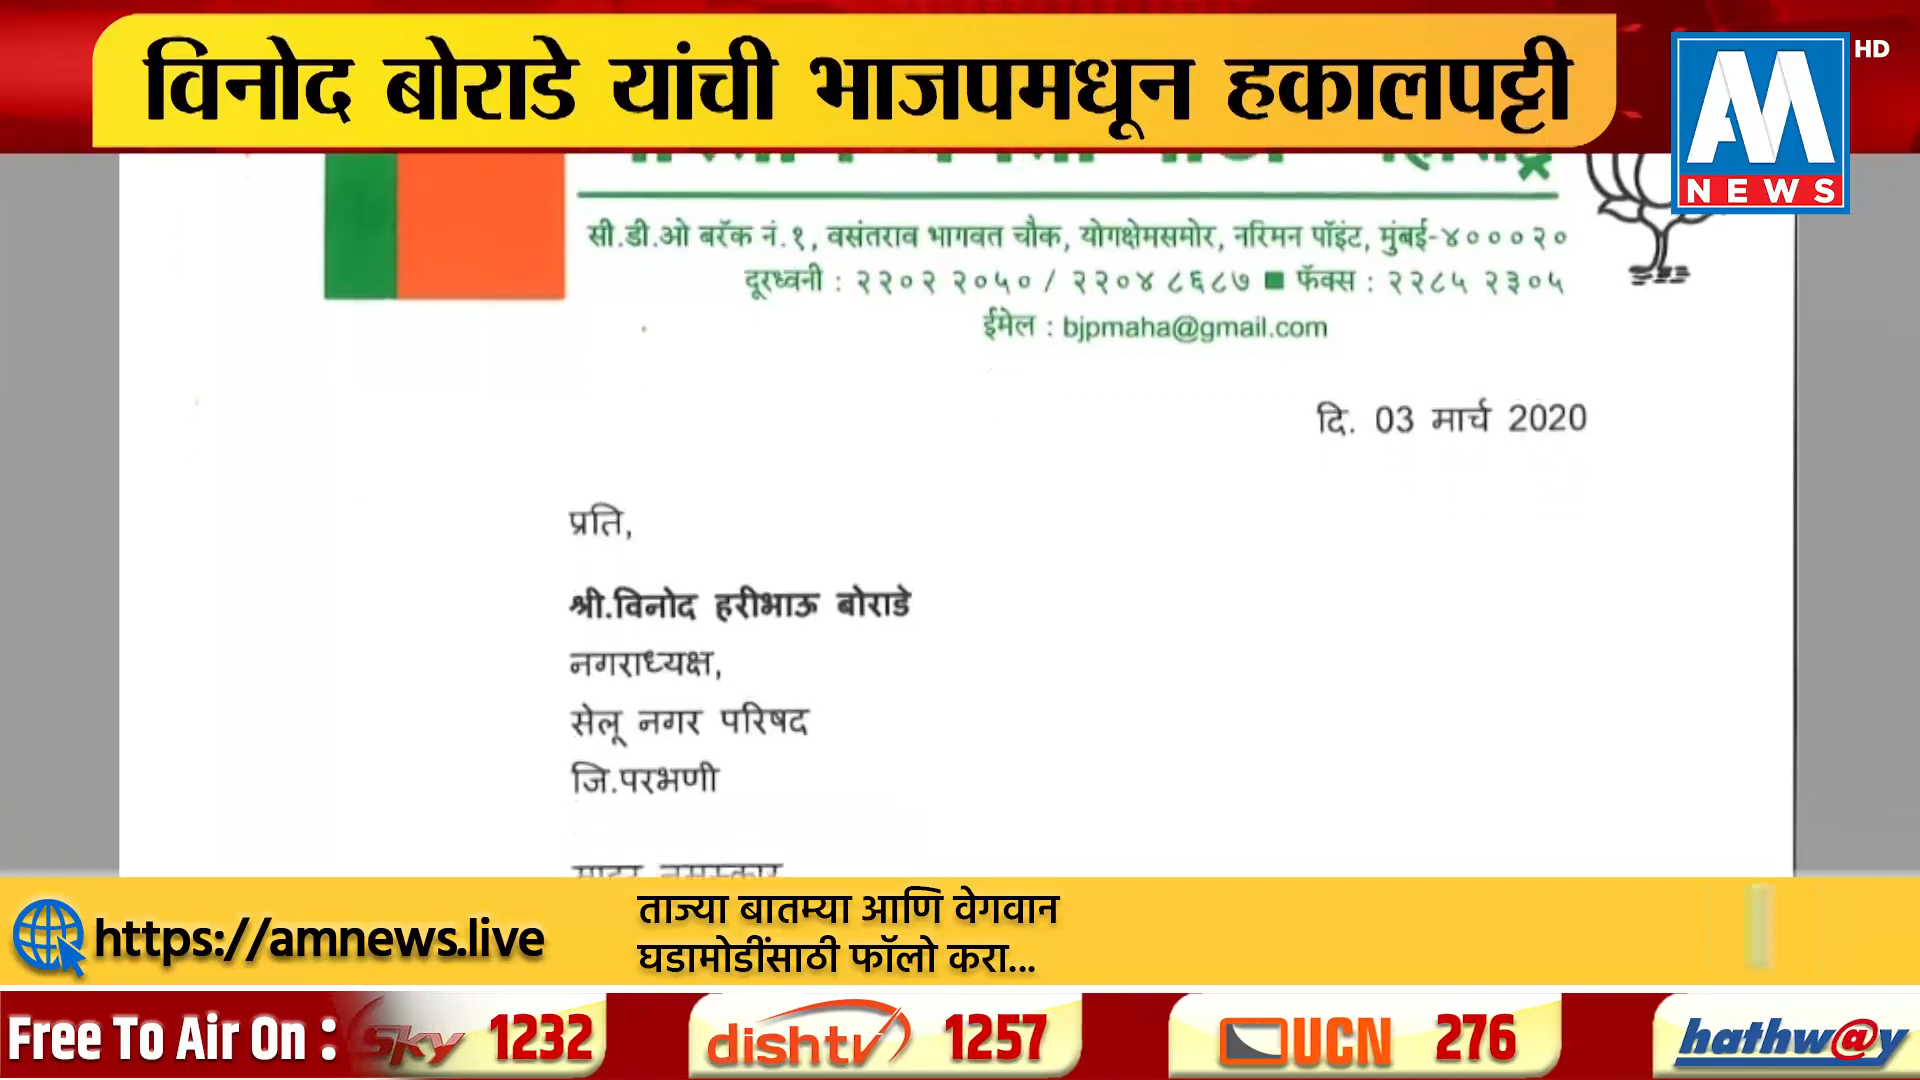 विनोद बोराडे यांची भाजपमधून हकालपट्टी
AM
NEWS
HD
सी.डी.ओ बरॅक नं.१, वसंतराव भागवत चौक, योगक्षेमसमोर, नरिमन पॉइंट, मुंबई-४०००२०
दूरध्वनी : २२०२ २०५० / २२०४ ८६८७ ■ फॅक्स : २२८५ २३०५
ईमेल : bjpmaha@gmail.com
दि. 03 मार्च 2020
प्रति,
श्री.विनोद हरीभाऊ बोराडे
नगराध्यक्ष,
सेलू नगर परिषद
जि.परभणी
https://amnews.live
ताज्या बातम्या आणि वेगवान
घडामोडींसाठी फॉलो करा...
Free To Air On : Sky 1232 dishtv 1257 UCN 276 hathw@y